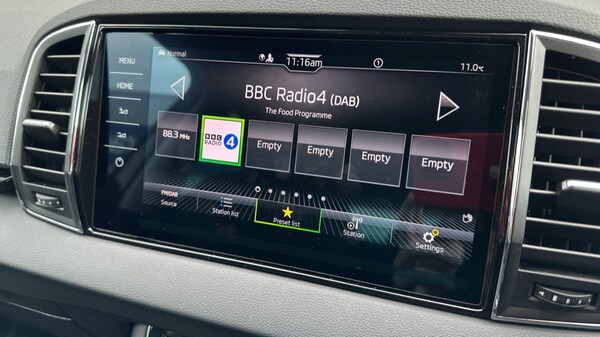 Normal
11:16am
11.0°C
MENU
HOME
BBC Radio4 (DAB)
The Food Programme
88.3 MHz
BBC
RADIO
4
Empty
Empty
Empty
Empty
FM/DAB
Source
Station list
Preset list
Station
Settings